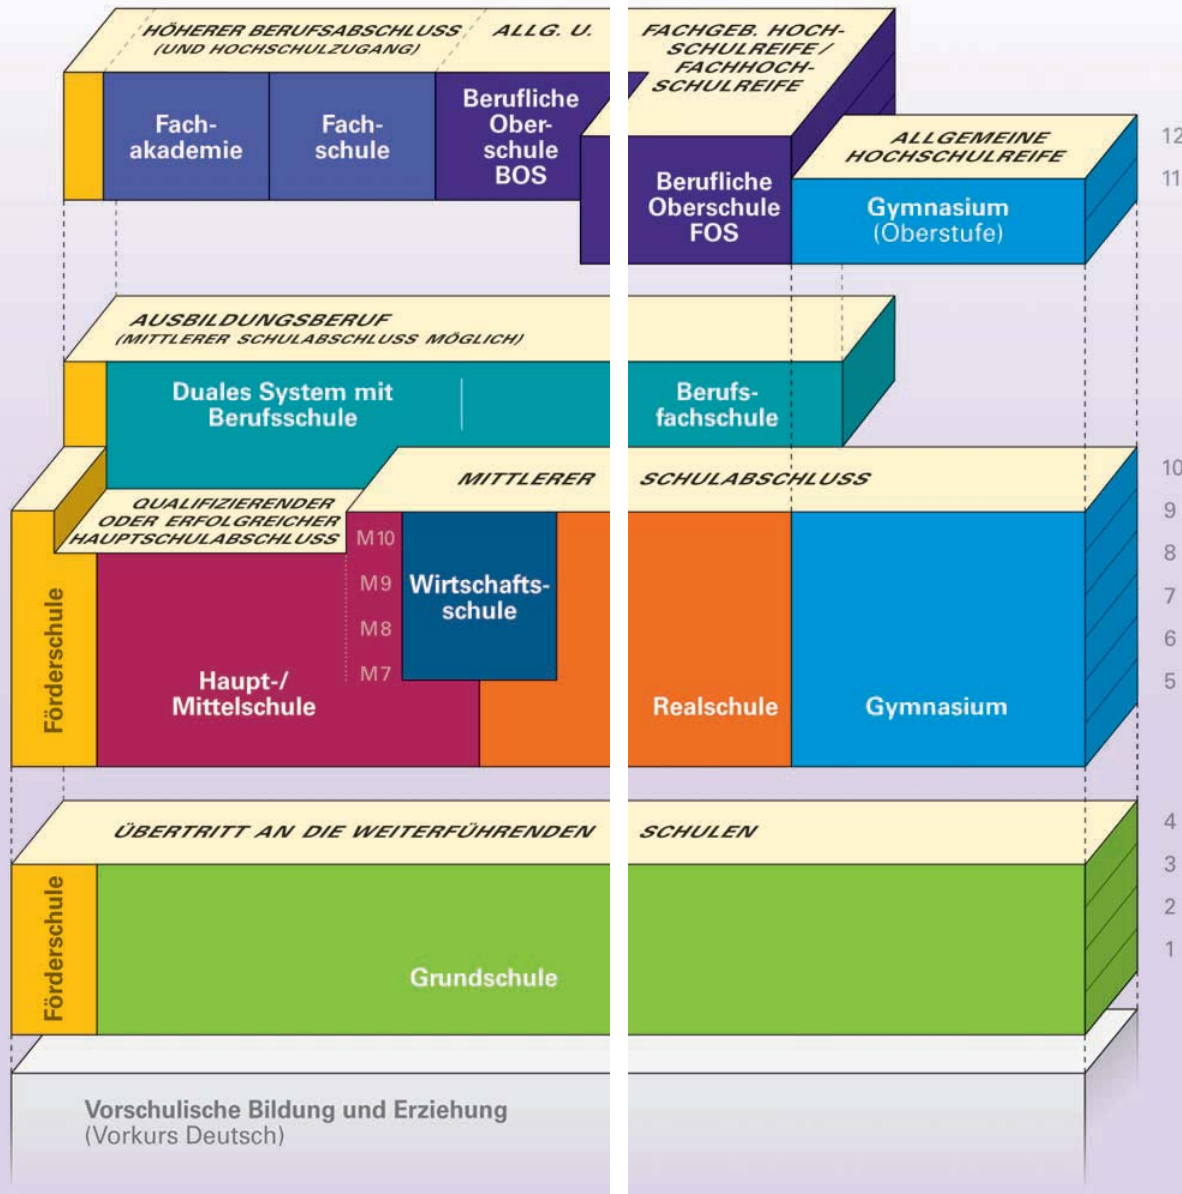 HÖHERER BERUFSABSCHLUSS
(UND HOCHSCHULZUGANG)
ALLG. U.
FACHGEB. HOCH-
SCHULREIFE /
FACHHOCH-
SCHULREIFE
Fach-
akademie
Fach-
schule
Berufliche
Ober-
schule
BOS
Berufliche
Oberschule
FOS
ALLGEMEINE
HOCHSCHULREIFE
Gymnasium
(Oberstufe)
12
11
AUSBILDUNGSBERUF
(MITTLERER SCHULABSCHLUSS MÖGLICH)
Duales System mit
Berufsschule
Berufs-
fachschule
MITTLERER SCHULABSCHLUSS
QUALIFIZIERENDER
ODER ERFOLGREICHER
HAUPTSCHULABSCHLUSS
10
9
8
7
6
5
M10
M9
M8
M7
Wirtschafts-
schule
Förderschule
Haupt-/
Mittelschule
Realschule
Gymnasium
ÜBERTRITT AN DIE WEITERFÜHRENDEN SCHULEN
4
3
2
1
Förderschule
Grundschule
Vorschulische Bildung und Erziehung
(Vorkurs Deutsch)